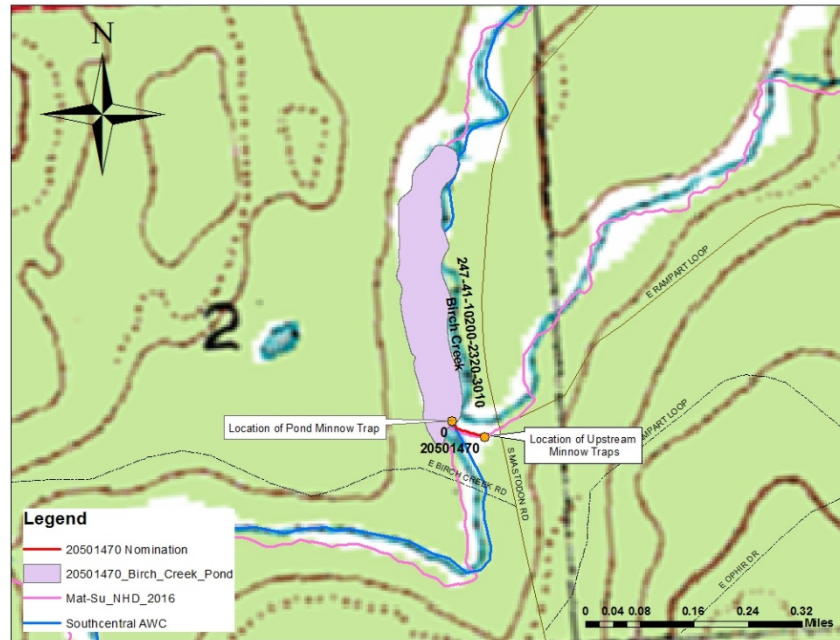 N
2
247-41-10200-2320-3010
Birch Creek
E RAMPART LOOP
Location of Pond Minnow Trap
0
20501470
Location of Upstream
Minnow Traps
E BIRCH CREEK RD
S MASTODON RD
E OPHIR DR
Legend
20501470 Nomination
20501470_Birch_Creek_Pond
Mat-Su_NHD_2016
Southcentral AWC
0 0.04 0.08 0.16 0.24 0.32
Miles